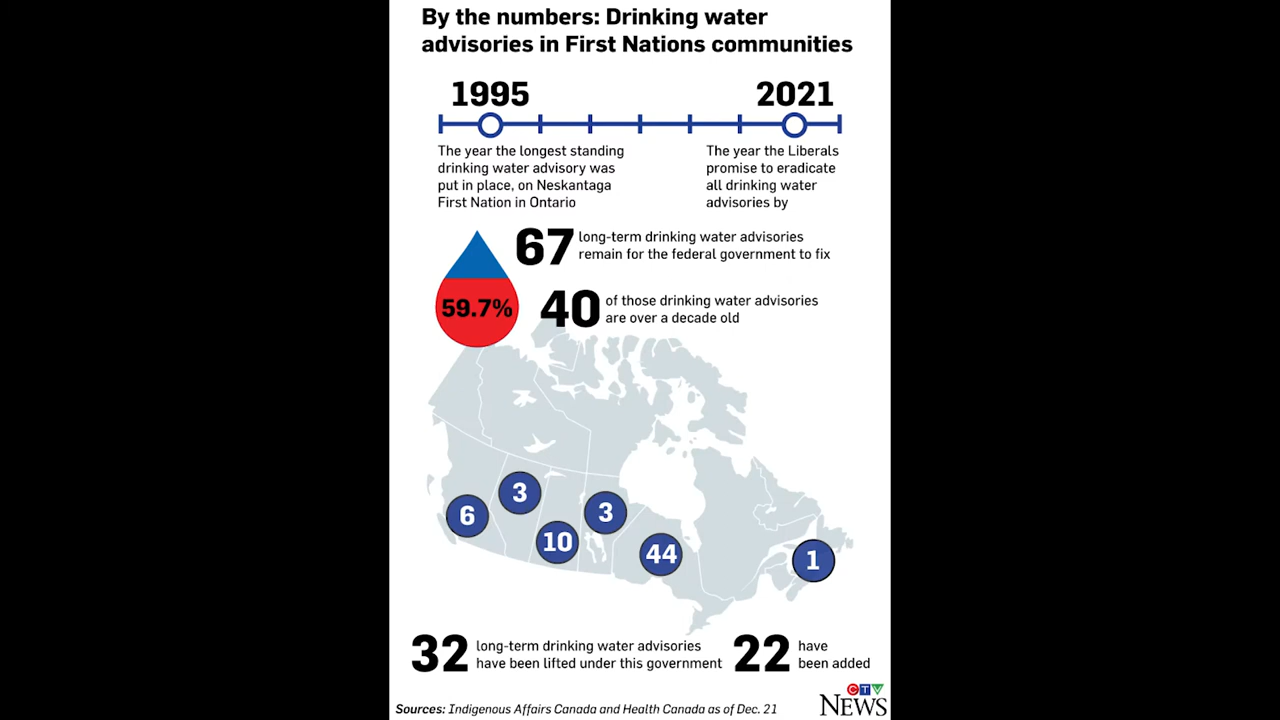 By the numbers: Drinking water
advisories in First Nations communities
1995
The year the longest standing
drinking water advisory was
put in place, on Neskantaga
First Nation in Ontario
2021
The year the Liberals
promise to eradicate
all drinking water
advisories by
67
long-term drinking water advisories
remain for the federal government to fix
59.7%
40
of those drinking water advisories
are over a decade old
6
3
10
3
44
1
32
long-term drinking water advisories
have been lifted under this government
22
have
been added
Sources: Indigenous Affairs Canada and Health Canada as of Dec. 21
CTV
NEWS